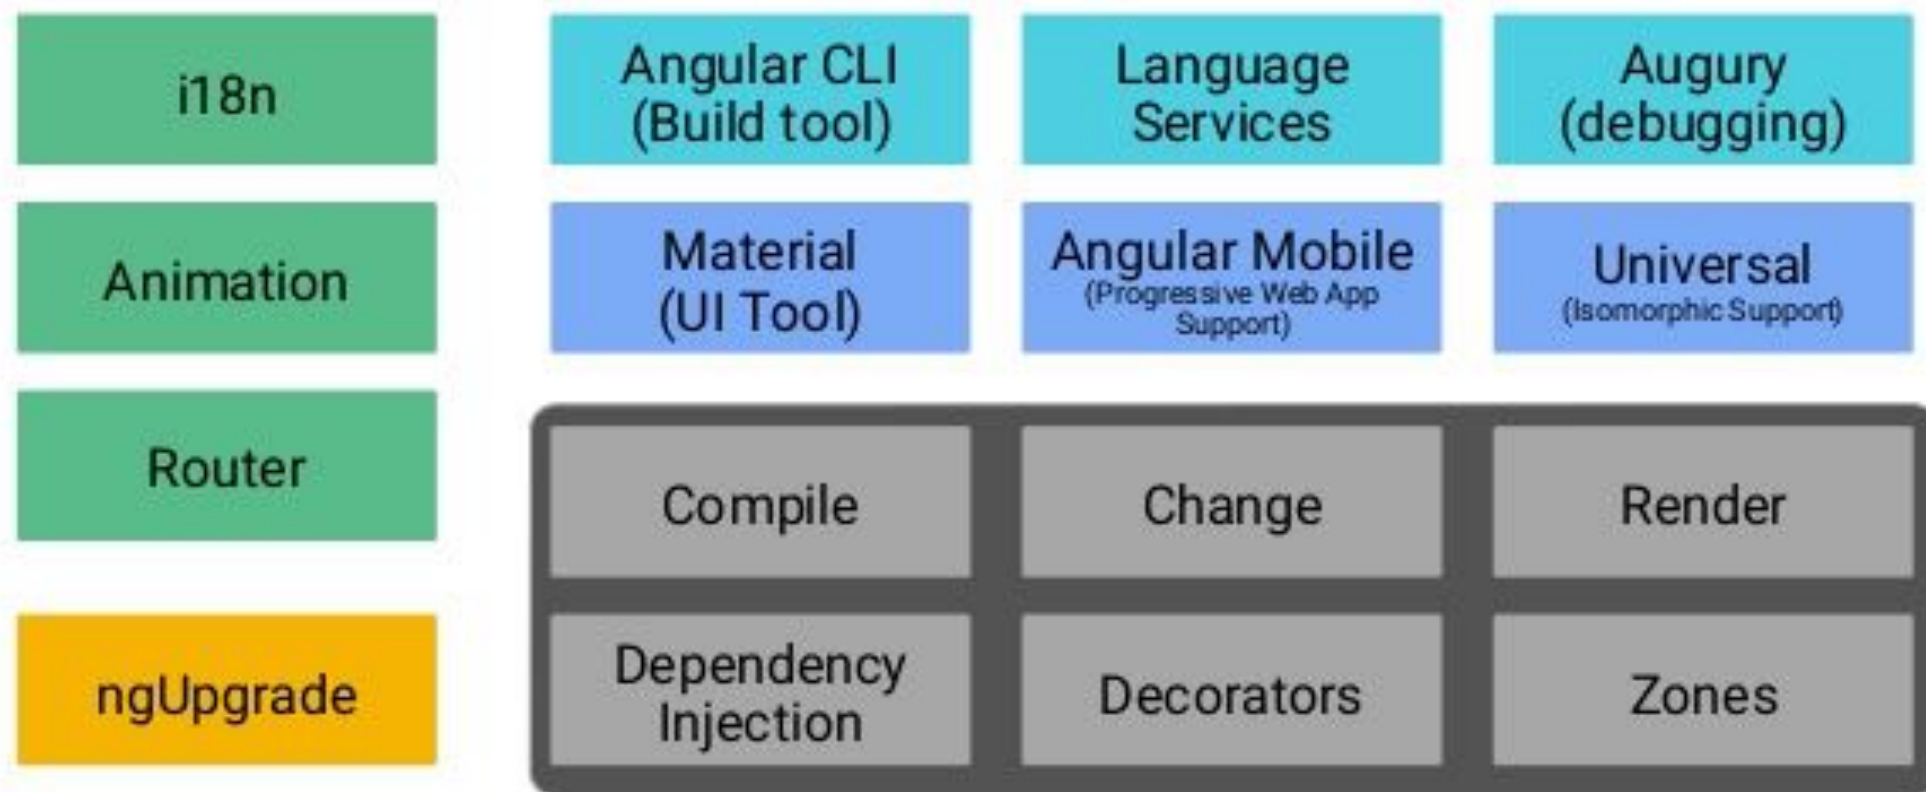 i18n
Angular CLI
(Build tool)
Language
Services
Augury
(debugging)
Animation
Material
(UI Tool)
Angular Mobile
(Progressive Web App
Support)
Universal
(Isomorphic Support)
Router
Compile
Change
Render
ngUpgrade
Dependency
Injection
Decorators
Zones